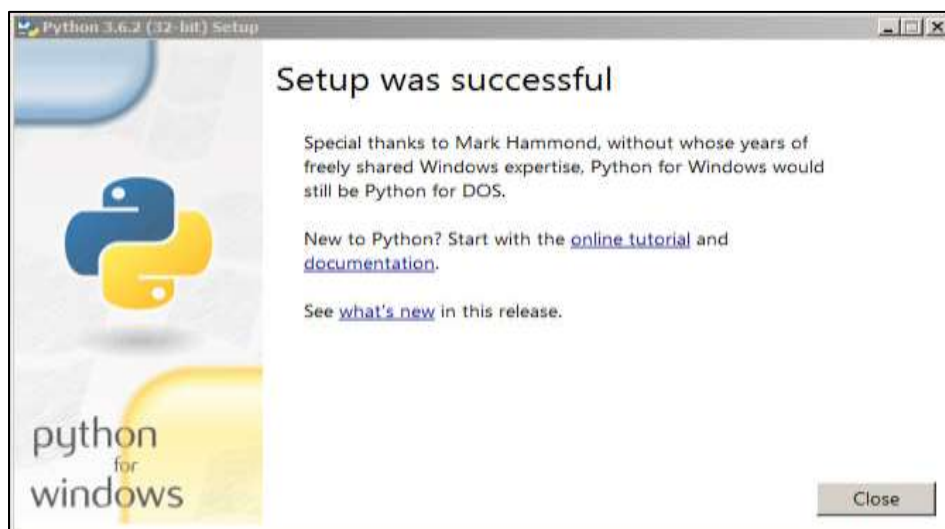 Python 3.6.2 (32-bit) Setup
Setup was successful
Special thanks to Mark Hammond, without whose years of
freely shared Windows expertise, Python for Windows would
still be Python for DOS.
New to Python? Start with the online tutorial and
documentation.
See what's new in this release.
python
for
windows
Close